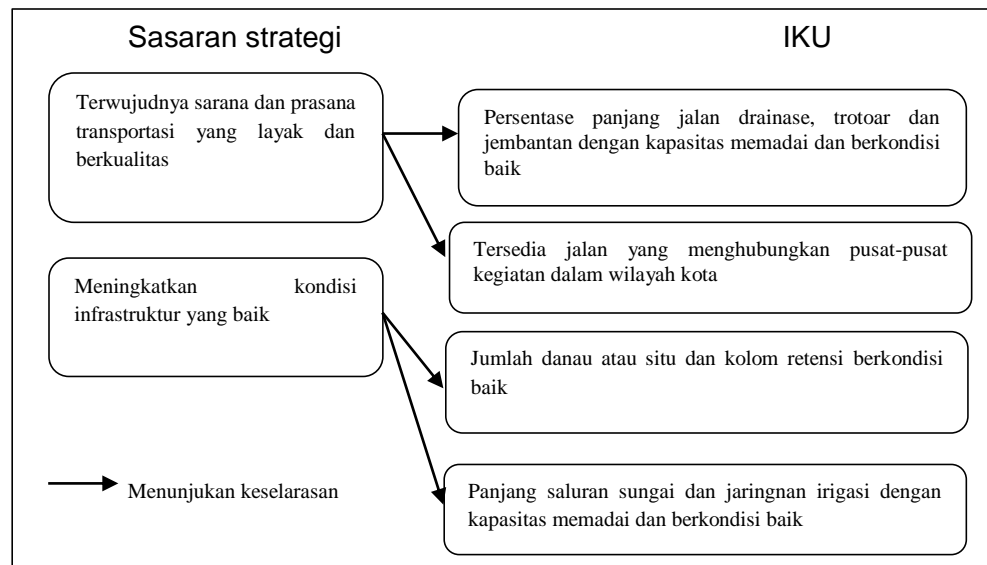 Sasaran strategi
IKU
Terwujudnya sarana dan prasana
transportasi yang layak dan
berkualitas
Persentase panjang jalan drainase, trotoar dan
jembantan dengan kapasitas memadai dan berkondisi
baik
Tersedia jalan yang menghubungkan pusat-pusat
kegiatan dalam wilayah kota
Meningkatkan kondisi
infrastruktur yang baik
Jumlah danau atau situ dan kolom retensi berkondisi
baik
Panjang saluran sungai dan jaringnan irigasi dengan
kapasitas memadai dan berkondisi baik
Menunjukan keselarasan